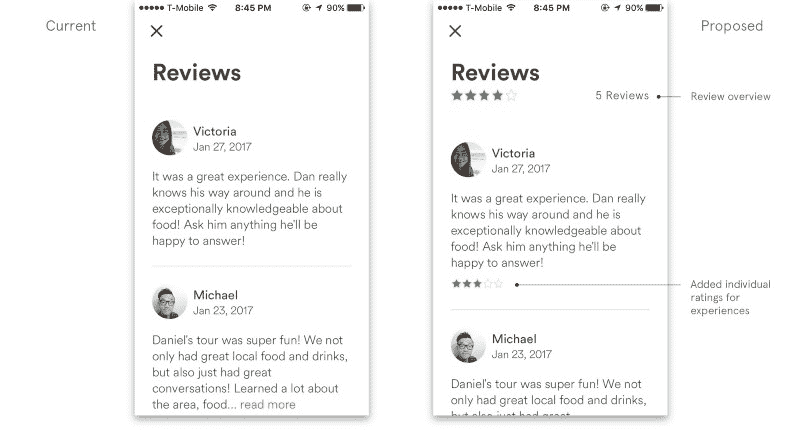 Current
T-Mobile 8:45 PM 90%
Reviews
Victoria
Jan 27, 2017
It was a great experience. Dan really
knows his way around and he is
exceptionally knowledgeable about
food! Ask him anything he'll be
happy to answer!
Michael
Jan 23, 2017
Daniel's tour was super fun! We not
only had great local food and drinks,
but also just had great
conversations! Learned a lot about
the area, food... read more
Proposed
T-Mobile 8:45 PM 90%
Reviews
5 Reviews
Review overview
Victoria
Jan 27, 2017
It was a great experience. Dan really
knows his way around and he is
exceptionally knowledgeable about
food! Ask him anything he'll be
happy to answer!
Added individual
ratings for
experiences
Michael
Jan 23, 2017
Daniel's tour was super fun! We not
only had great local food and drinks,
but also just had great